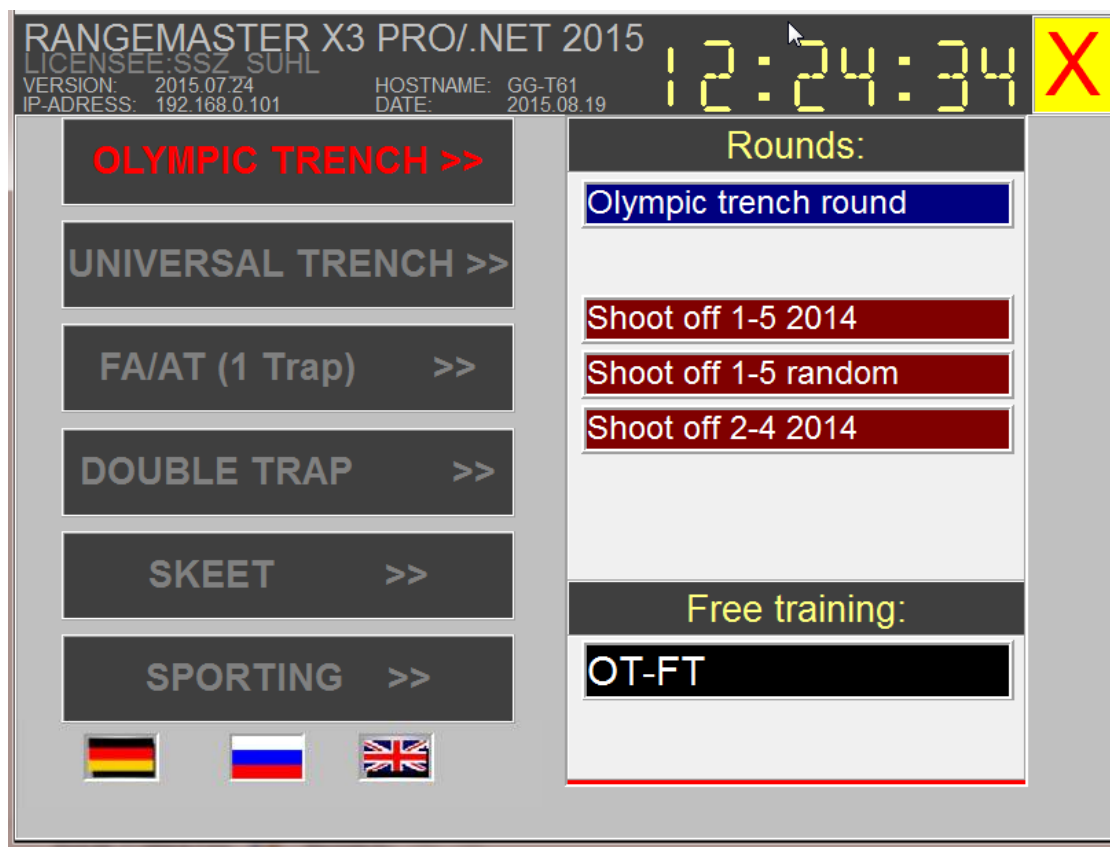 RANGEMASTER X3 PRO/.NET 2015
LICENSEE:SSZ_SUHL
VERSION: 2015.07.24 HOSTNAME: GG-T61
IP-ADRESS: 192.168.0.101 DATE: 2015.08.19
12:24:34
X
OLYMPIC TRENCH >>
UNIVERSAL TRENCH >>
FA/AT (1 Trap) >>
DOUBLE TRAP >>
SKEET >>
SPORTING >>
Rounds:
Olympic trench round
Shoot off 1-5 2014
Shoot off 1-5 random
Shoot off 2-4 2014
Free training:
OT-FT